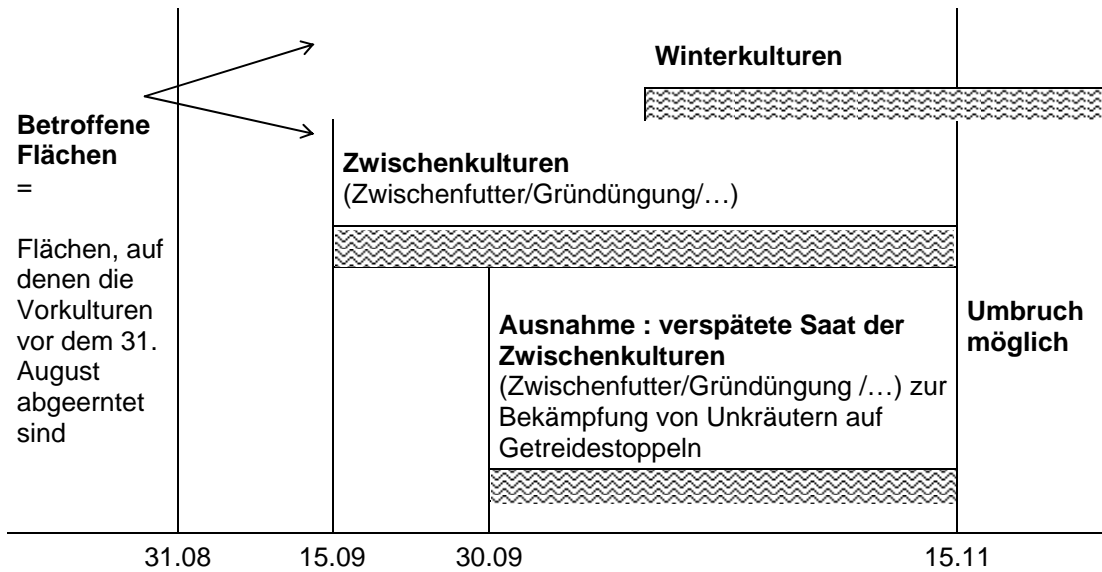 Winterkulturen
Betroffene
Flächen
=
Flächen, auf
denen die
Vorkulturen
vor dem 31.
August
abgeerntet
sind
Zwischenkulturen
(Zwischenfutter/Gründüngung/…)
Ausnahme : verspätete Saat der
Zwischenkulturen
(Zwischenfutter/Gründüngung /…) zur
Bekämpfung von Unkräutern auf
Getreidestoppeln
Umbruch
möglich
31.08 15.09 30.09 15.11